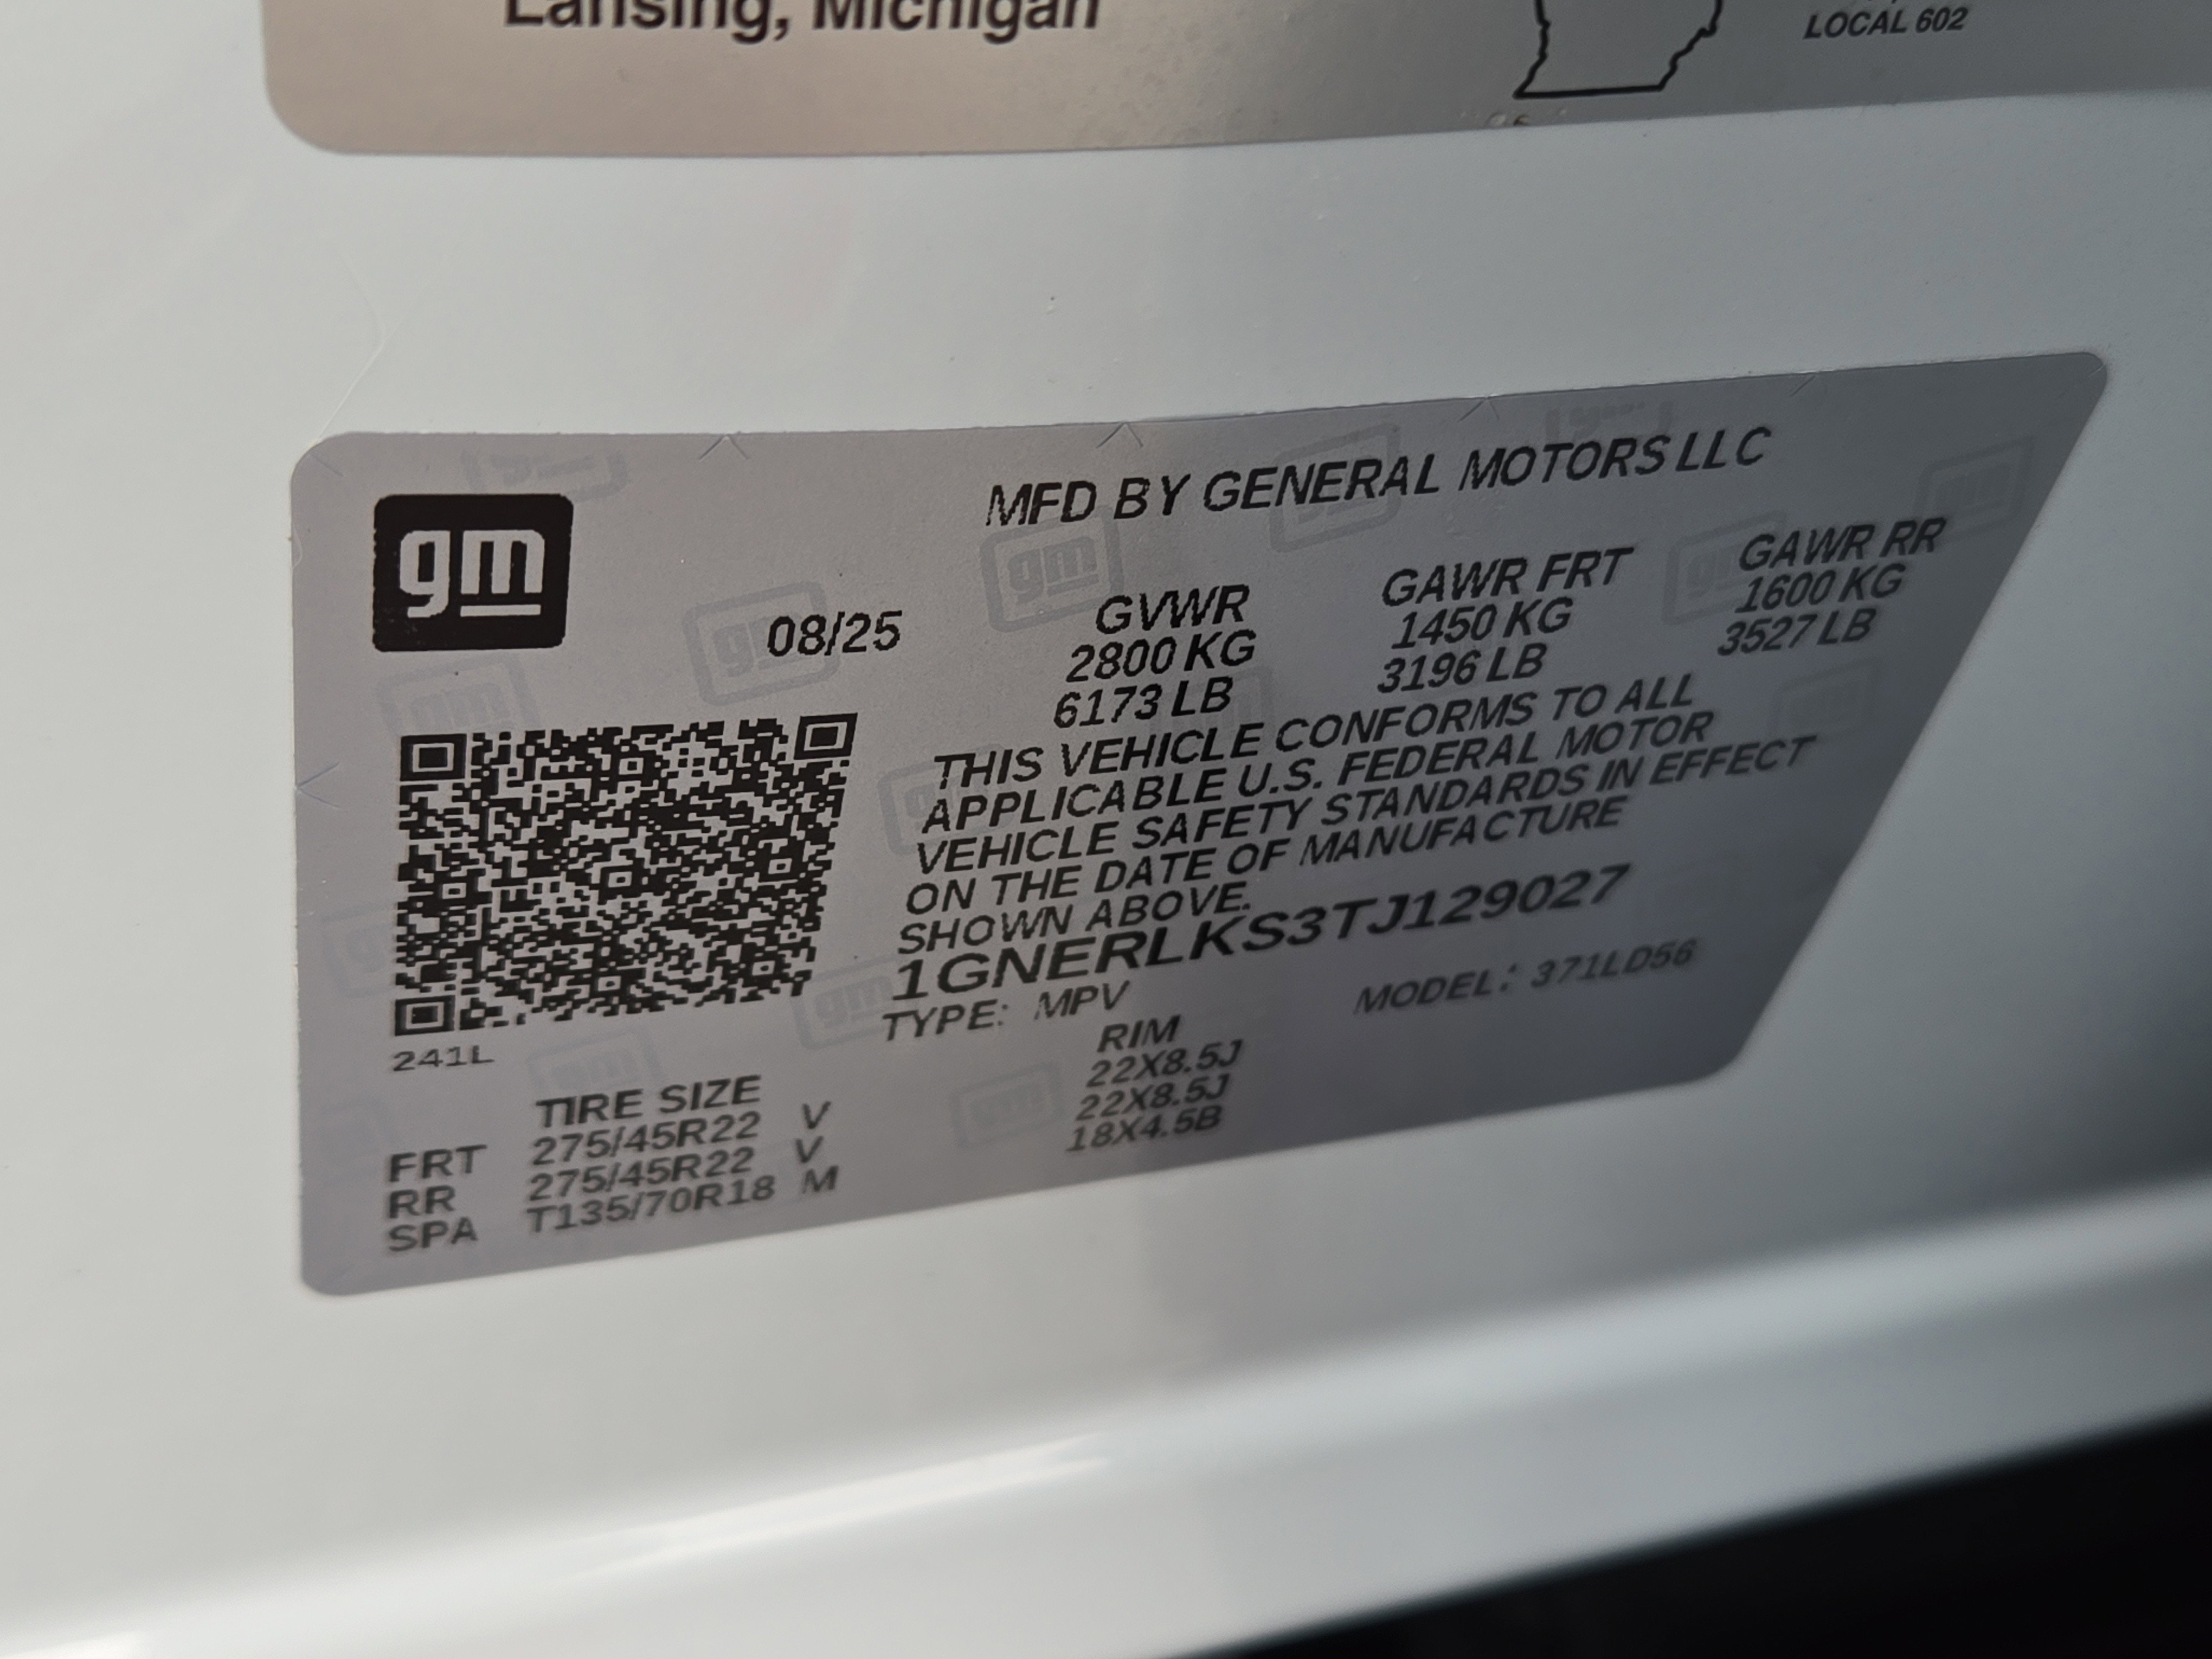 Lansing, Michigan
LOCAL 602
gm
MFD BY GENERAL MOTORS LLC
08/25
GVWR GAWR FRT GAWR RR
2800 KG 1450 KG 1600 KG
6173 LB 3196 LB 3527 LB
THIS VEHICLE CONFORMS TO ALL
APPLICABLE U.S. FEDERAL MOTOR
VEHICLE SAFETY STANDARDS IN EFFECT
ON THE DATE OF MANUFACTURE
SHOWN ABOVE.
1GNERLKS3TJ129027
TYPE: MPV MODEL: 371LD56
241L
TIRE SIZE RIM
FRT 275/45R22 V 22X8.5J
RR 275/45R22 V 22X8.5J
SPA T135/70R18 M 18X4.5B